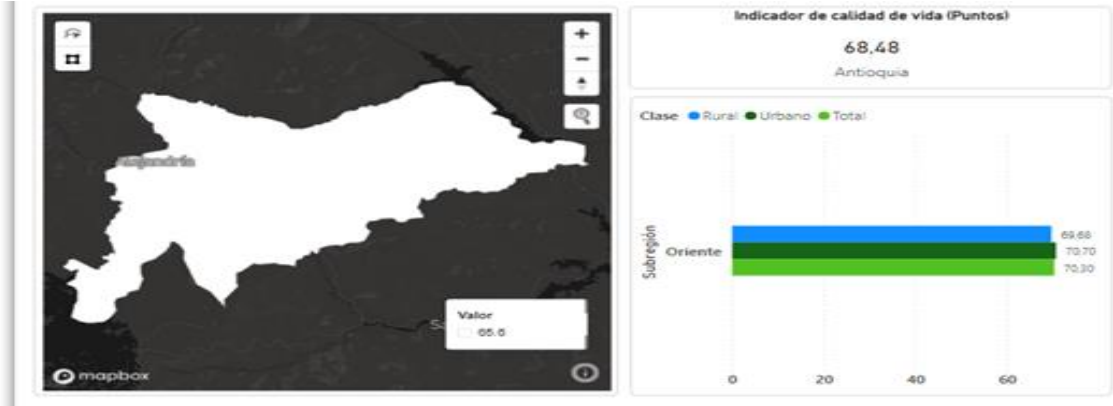 Alejandría
Valor
65.6
mapbox
Indicador de calidad de vida (Puntos)
68,48
Antioquia
Clase Rural Urbano Total
Subregión
Oriente
69,68
70,70
70,30
0 20 40 60